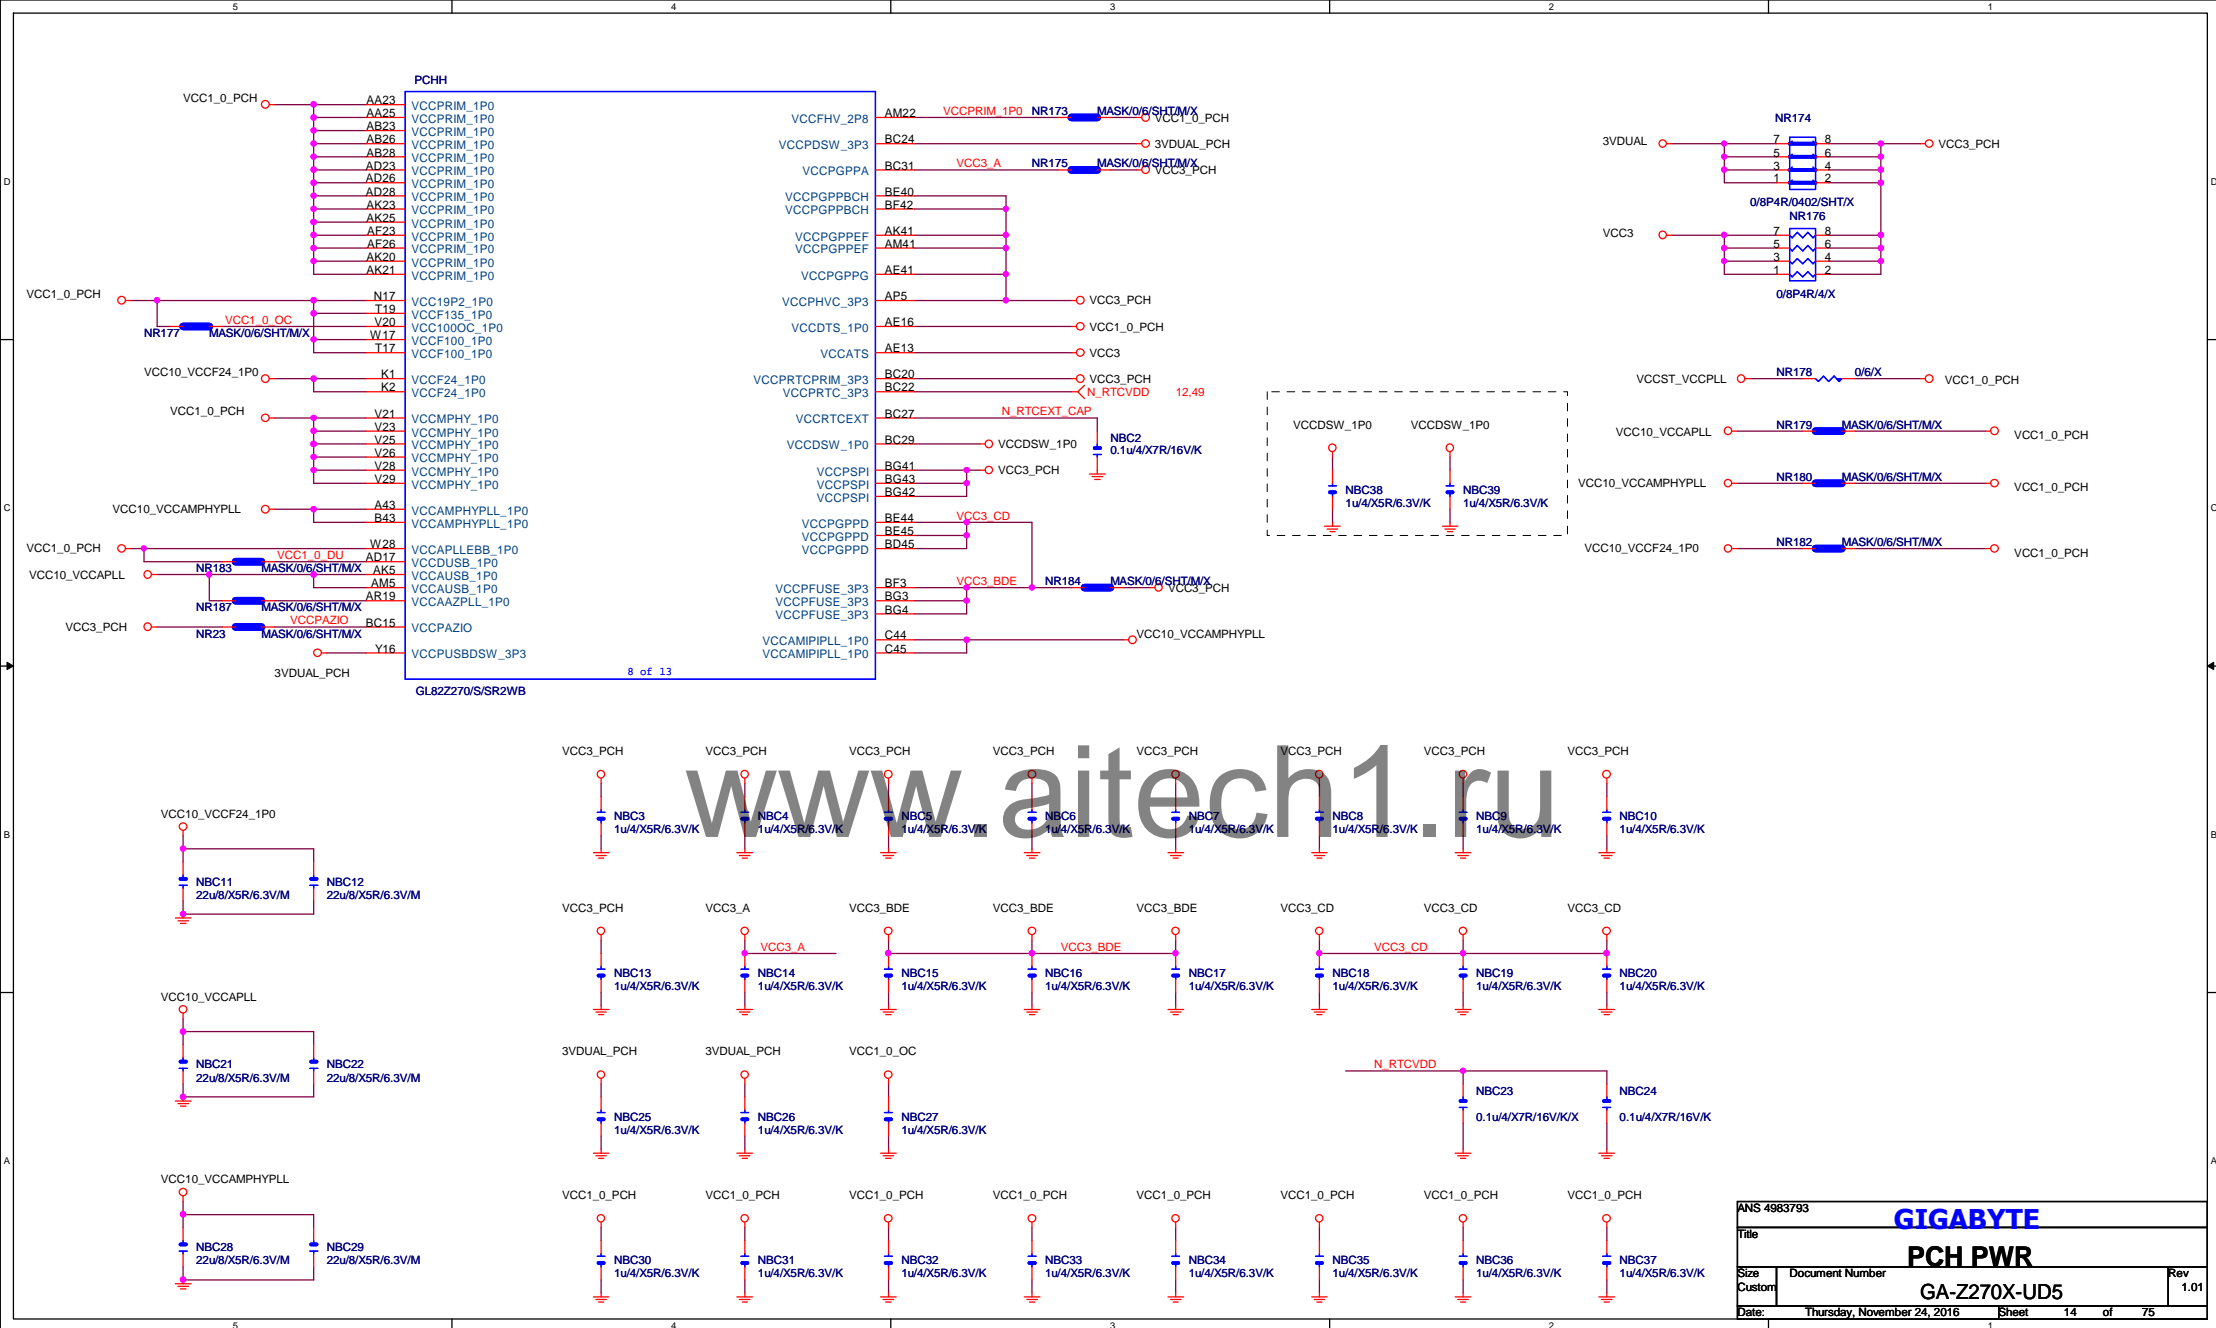 5 4 3 2 1
D
C
B
A
D
C
B
A
PCHH
VCC1_0_PCH
AA23 VCCPRIM_1P0
AA25 VCCPRIM_1P0
AB23 VCCPRIM_1P0
AB26 VCCPRIM_1P0
AB28 VCCPRIM_1P0
AD23 VCCPRIM_1P0
AD26 VCCPRIM_1P0
AD28 VCCPRIM_1P0
AK23 VCCPRIM_1P0
AK25 VCCPRIM_1P0
AF23 VCCPRIM_1P0
AF26 VCCPRIM_1P0
AK20 VCCPRIM_1P0
AK21 VCCPRIM_1P0
VCC1_0_PCH
N17 VCC19P2_1P0
T19 VCCF135_1P0
VCC1_0_OC V20 VCC100OC_1P0
NR177 MASK/0/6/SHT/M/X
W17 VCCF100_1P0
T17 VCCF100_1P0
VCC10_VCCF24_1P0
K1 VCCF24_1P0
K2 VCCF24_1P0
VCC1_0_PCH
V21 VCCMPHY_1P0
V23 VCCMPHY_1P0
V25 VCCMPHY_1P0
V26 VCCMPHY_1P0
V28 VCCMPHY_1P0
V29 VCCMPHY_1P0
VCC10_VCCAMPHYPLL
A43 VCCAMPHYPLL_1P0
B43 VCCAMPHYPLL_1P0
VCC1_0_PCH
W28 VCCAPLLEBB_1P0
VCC1_0_DU AD17 VCCDUSB_1P0
NR183 MASK/0/6/SHT/M/X
VCC10_VCCAPLL
AK5 VCCAUSB_1P0
AM5 VCCAUSB_1P0
AR19 VCCAAZPLL_1P0
NR187 MASK/0/6/SHT/M/X
VCC3_PCH VCCPAZIO BC15 VCCPAZIO
NR23 MASK/0/6/SHT/M/X
Y16 VCCPUSBDSW_3P3
3VDUAL_PCH
8 of 13
GL82Z270/S/SR2WB
VCCFHV_2P8 AM22 VCCPRIM_1P0 NR173 MASK/0/6/SHT/M/X VCC1_0_PCH
VCCPDSW_3P3 BC24 3VDUAL_PCH
VCCPGPPA BC31 VCC3_A NR175 MASK/0/6/SHT/M/X VCC3_PCH
VCCPGPPBCH BE40
VCCPGPPBCH BF42
VCCPGPPEF AK41
VCCPGPPEF AM41
VCCPGPPG AE41
VCCPHVC_3P3 AP5 VCC3_PCH
VCCDTS_1P0 AE16 VCC1_0_PCH
VCCATS AE13 VCC3
VCCPRTCPRIM_3P3 BC20 VCC3_PCH
VCCPRTC_3P3 BC22 N_RTCVDD 12,49
VCCRTCEXT BC27 N_RTCEXT_CAP
NBC2
0.1u/4/X7R/16V/K
VCCDSW_1P0 BC29 VCCDSW_1P0
VCCPSPI BG41 VCC3_PCH
VCCPSPI BG43
VCCPSPI BG42
VCCPGPPD BE44 VCC3_CD
VCCPGPPD BE45
VCCPGPPD BD45
VCCPFUSE_3P3 BF3 VCC3_BDE NR184 MASK/0/6/SHT/M/X VCC3_PCH
VCCPFUSE_3P3 BG3
VCCPFUSE_3P3 BG4
VCCAMIPIPLL_1P0 C44 VCC10_VCCAMPHYPLL
VCCAMIPIPLL_1P0 C45
NR174
3VDUAL 7 8 VCC3_PCH
5 6
3 4
1 2
0/8P4R/0402/SHT/X
NR176
VCC3 7 8
5 6
3 4
1 2
0/8P4R/4/X
VCCST_VCCPLL NR178 0/6/X VCC1_0_PCH
VCC10_VCCAPLL NR179 MASK/0/6/SHT/M/X VCC1_0_PCH
VCC10_VCCAMPHYPLL NR180 MASK/0/6/SHT/M/X VCC1_0_PCH
VCC10_VCCF24_1P0 NR182 MASK/0/6/SHT/M/X VCC1_0_PCH
VCCDSW_1P0 VCCDSW_1P0
NBC38 NBC39
1u/4/X5R/6.3V/K 1u/4/X5R/6.3V/K
VCC3_PCH VCC3_PCH VCC3_PCH VCC3_PCH VCC3_PCH VCC3_PCH VCC3_PCH VCC3_PCH
www.aitech1.ru
NBC3 NBC4 NBC5 NBC6 NBC7 NBC8 NBC9 NBC10
1u/4/X5R/6.3V/K 1u/4/X5R/6.3V/K 1u/4/X5R/6.3V/K 1u/4/X5R/6.3V/K 1u/4/X5R/6.3V/K 1u/4/X5R/6.3V/K 1u/4/X5R/6.3V/K 1u/4/X5R/6.3V/K
VCC10_VCCF24_1P0
NBC11 NBC12
22u/8/X5R/6.3V/M 22u/8/X5R/6.3V/M
VCC3_PCH VCC3_A VCC3_BDE VCC3_BDE VCC3_BDE VCC3_CD VCC3_CD VCC3_CD
VCC3_A VCC3_BDE VCC3_CD
NBC13 NBC14 NBC15 NBC16 NBC17 NBC18 NBC19 NBC20
1u/4/X5R/6.3V/K 1u/4/X5R/6.3V/K 1u/4/X5R/6.3V/K 1u/4/X5R/6.3V/K 1u/4/X5R/6.3V/K 1u/4/X5R/6.3V/K 1u/4/X5R/6.3V/K 1u/4/X5R/6.3V/K
VCC10_VCCAPLL
NBC21 NBC22
22u/8/X5R/6.3V/M 22u/8/X5R/6.3V/M
3VDUAL_PCH 3VDUAL_PCH VCC1_0_OC
NBC25 NBC26 NBC27
1u/4/X5R/6.3V/K 1u/4/X5R/6.3V/K 1u/4/X5R/6.3V/K
N_RTCVDD
NBC23 NBC24
0.1u/4/X7R/16V/K/X 0.1u/4/X7R/16V/K
VCC10_VCCAMPHYPLL
NBC28 NBC29
22u/8/X5R/6.3V/M 22u/8/X5R/6.3V/M
VCC1_0_PCH VCC1_0_PCH VCC1_0_PCH VCC1_0_PCH VCC1_0_PCH VCC1_0_PCH VCC1_0_PCH VCC1_0_PCH
NBC30 NBC31 NBC32 NBC33 NBC34 NBC35 NBC36 NBC37
1u/4/X5R/6.3V/K 1u/4/X5R/6.3V/K 1u/4/X5R/6.3V/K 1u/4/X5R/6.3V/K 1u/4/X5R/6.3V/K 1u/4/X5R/6.3V/K 1u/4/X5R/6.3V/K 1u/4/X5R/6.3V/K
ANS 4983793
GIGABYTE
Title
PCH PWR
Size Document Number Rev
Custom GA-Z270X-UD5 1.01
Date: Thursday, November 24, 2016 Sheet 14 of 75
5 4 3 2 1